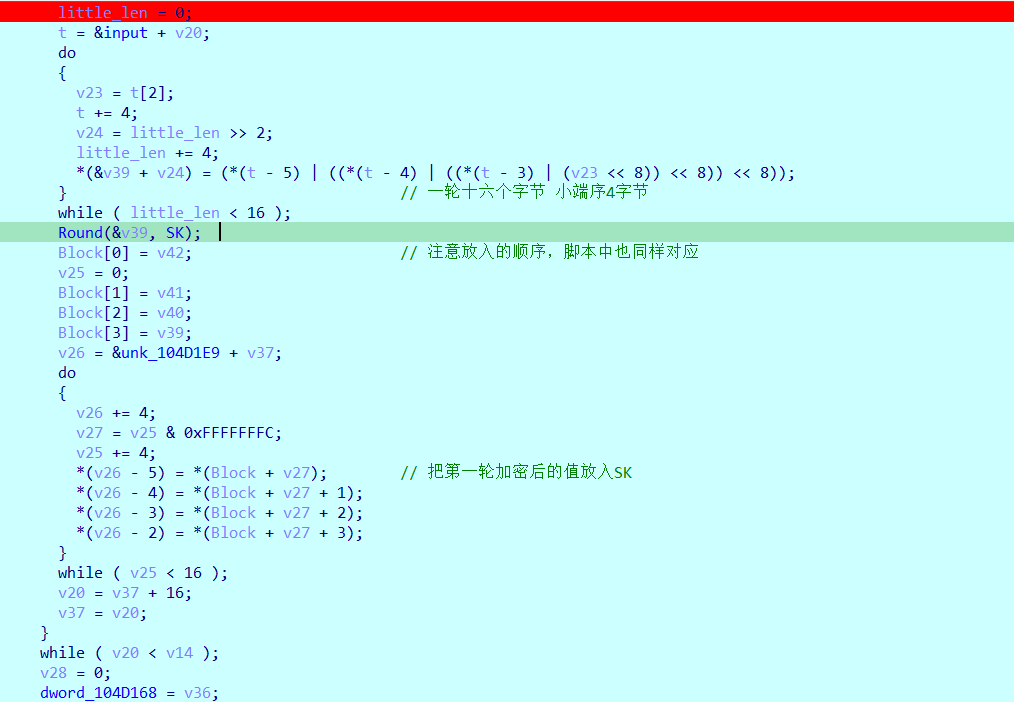 little_len = 0;
t = &input + v20;
do
{
v23 = t[2];
t += 4;
v24 = little_len >> 2;
little_len += 4;
*(&v39 + v24) = (*(t - 5) | ((*(t - 4) | ((*(t - 3) | (v23 << 8)) << 8)) << 8));
} // 一轮十六个字节 小端序4字节
while ( little_len < 16 );
Round(&v39, SK);
Block[0] = v42; // 注意放入的顺序，脚本中也同样对应
v25 = 0;
Block[1] = v41;
Block[2] = v40;
Block[3] = v39;
v26 = &unk_104D1E9 + v37;
do
{
v26 += 4;
v27 = v25 & 0xFFFFFFFC;
v25 += 4;
*(v26 - 5) = *(Block + v27); // 把第一轮加密后的值放入SK
*(v26 - 4) = *(Block + v27 + 1);
*(v26 - 3) = *(Block + v27 + 2);
*(v26 - 2) = *(Block + v27 + 3);
}
while ( v25 < 16 );
v20 = v37 + 16;
v37 = v20;
}
while ( v20 < v14 );
v28 = 0;
dword_104D168 = v36;